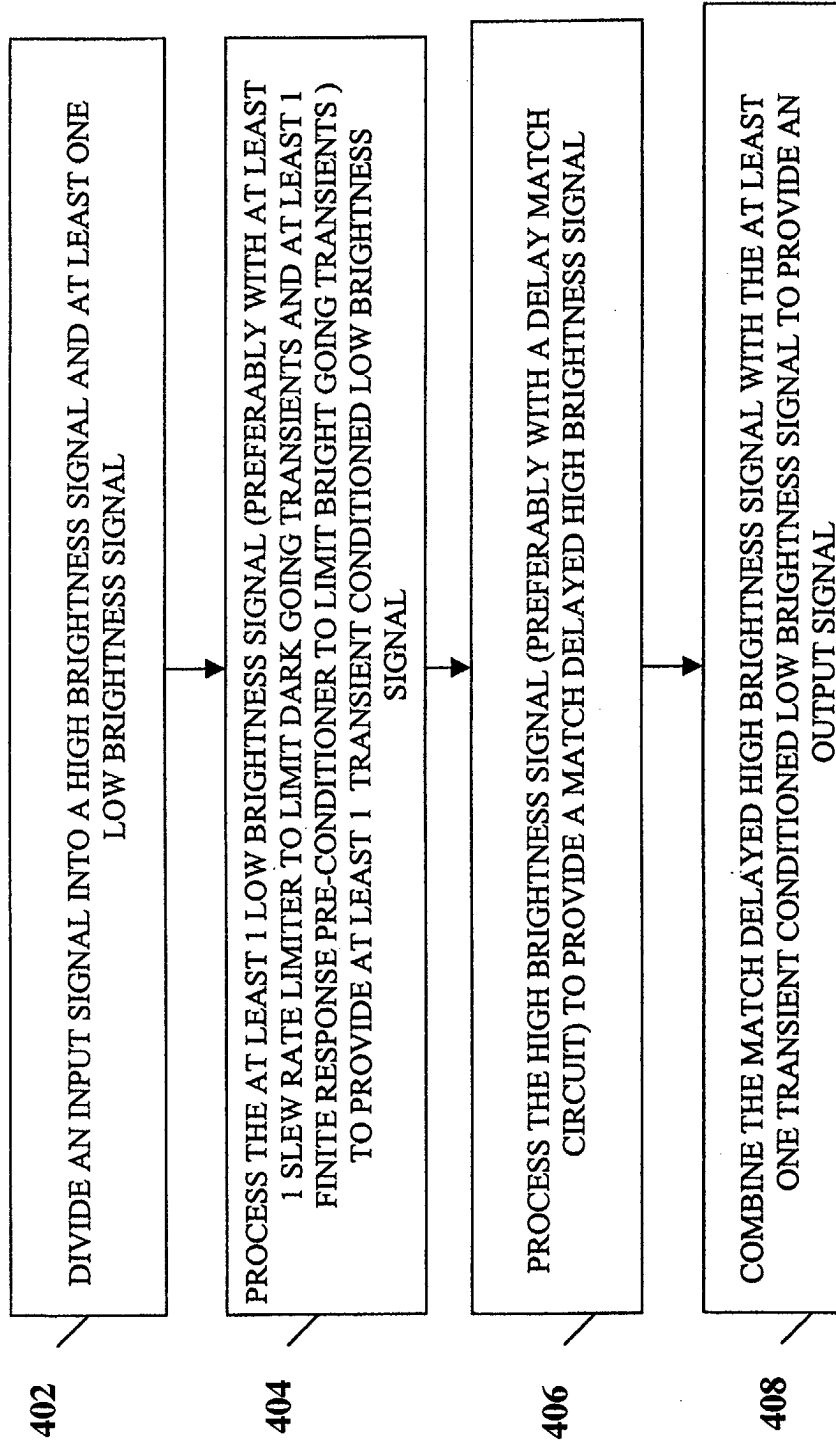 402
DIVIDE AN INPUT SIGNAL INTO A HIGH BRIGHTNESS SIGNAL AND AT LEAST ONE
LOW BRIGHTNESS SIGNAL
404
PROCESS THE AT LEAST 1 LOW BRIGHTNESS SIGNAL (PREFERABLY WITH AT LEAST
1 SLEW RATE LIMITER TO LIMIT DARK GOING TRANSIENTS AND AT LEAST 1
FINITE RESPONSE PRE-CONDITIONER TO LIMIT BRIGHT GOING TRANSIENTS )
TO PROVIDE AT LEAST 1 TRANSIENT CONDITIONED LOW BRIGHTNESS
SIGNAL
406
PROCESS THE HIGH BRIGHTNESS SIGNAL (PREFERABLY WITH A DELAY MATCH
CIRCUIT) TO PROVIDE A MATCH DELAYED HIGH BRIGHTNESS SIGNAL
408
COMBINE THE MATCH DELAYED HIGH BRIGHTNESS SIGNAL WITH THE AT LEAST
ONE TRANSIENT CONDITIONED LOW BRIGHTNESS SIGNAL TO PROVIDE AN
OUTPUT SIGNAL